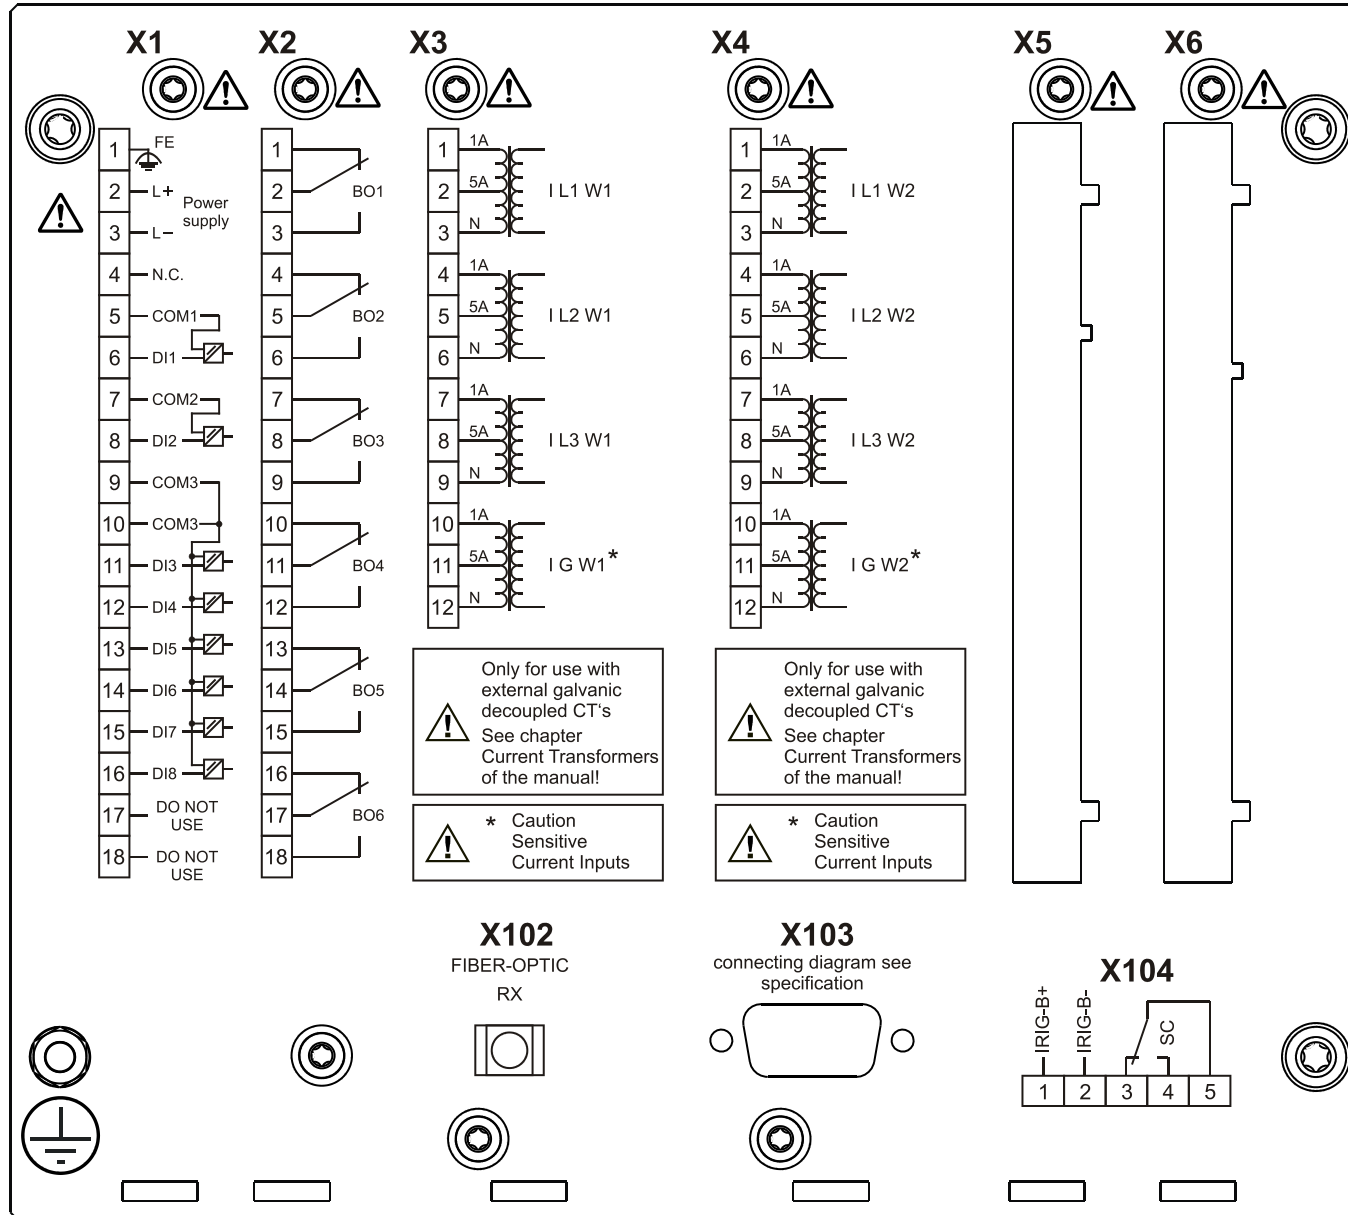 X1
1
FE
2
L+
Power
supply
3
L–
4
N.C.
5
COM1
6
DI1
7
COM2
8
DI2
9
COM3
10
COM3
11
DI3
12
DI4
13
DI5
14
DI6
15
DI7
16
DI8
17
DO NOT
USE
18
DO NOT
USE
X2
1
2
BO1
3
4
5
BO2
6
7
8
BO3
9
10
11
BO4
12
13
14
BO5
15
16
17
BO6
18
X3
1
1A
2
5A
I L1 W1
3
N
4
1A
5
5A
I L2 W1
6
N
7
1A
8
5A
I L3 W1
9
N
10
1A
11
5A
I G W1*
12
N
Only for use with
external galvanic
decoupled CT‘s
See chapter
Current Transformers
of the manual!
* Caution
Sensitive
Current Inputs
X4
1
1A
2
5A
I L1 W2
3
N
4
1A
5
5A
I L2 W2
6
N
7
1A
8
5A
I L3 W2
9
N
10
1A
11
5A
I G W2*
12
N
Only for use with
external galvanic
decoupled CT‘s
See chapter
Current Transformers
of the manual!
* Caution
Sensitive
Current Inputs
X5
X6
X102
FIBER-OPTIC
RX
X103
connecting diagram see
specification
X104
IRIG-B+
IRIG-B-
SC
1 2 3 4 5